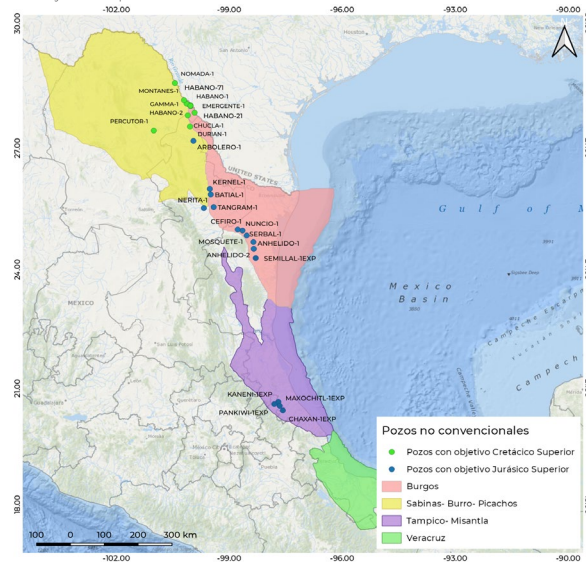 -102.00 -99.00 -96.00 -93.00 -90.00
30.00
27.00
24.00
21.00
18.00
NOMADA-1
MONTANES-1
HABANO-71
HABANO-1
GAMMA-1
EMERGENTE-1
HABANO-2
HABANO-21
PERCUTOR-1
CHUCLA-1
DURIAN-1
ARBOLERO-1
UNITED STATES
KERNEL-1
BATIAL-1
NERITA-1
TANGRAM-1
CEFIRO-1
NUNCIO-1
SERBAL-1
MOSQUETE-1
ANHELIDO-1
ANHELIDO-2
SEMILLAL-1EXP
Gulf of M
Mexico
Basin
MEXICO
KANENI-1EXP
MAXOCHITL-1EXP
PANKIWI-1EXP
CHAXAN-1EXP
Campech
Pozos no convencionales
Pozos con objetivo Cretácico Superior
Pozos con objetivo Jurásico Superior
Burgos
Sabinas- Burro- Picachos
Tampico- Misantla
Veracruz
100 0 100 200 300 km
-102.00 -99.00 -96.00 -93.00 -90.00